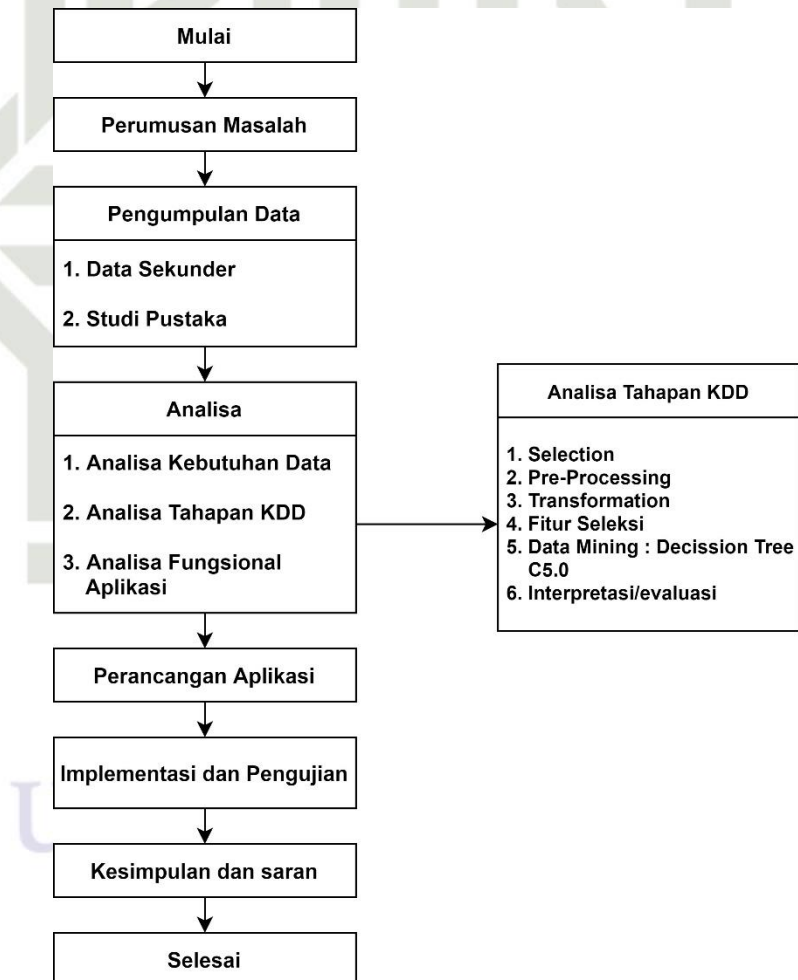 Mulai
Perumusan Masalah
Pengumpulan Data
1. Data Sekunder
2. Studi Pustaka
Analisa
1. Analisa Kebutuhan Data
2. Analisa Tahapan KDD
3. Analisa Fungsional
Aplikasi
Analisa Tahapan KDD
1. Selection
2. Pre-Processing
3. Transformation
4. Fitur Seleksi
5. Data Mining : Decission Tree
C5.0
6. Interpretasi/evaluasi
Perancangan Aplikasi
Implementasi dan Pengujian
Kesimpulan dan saran
Selesai